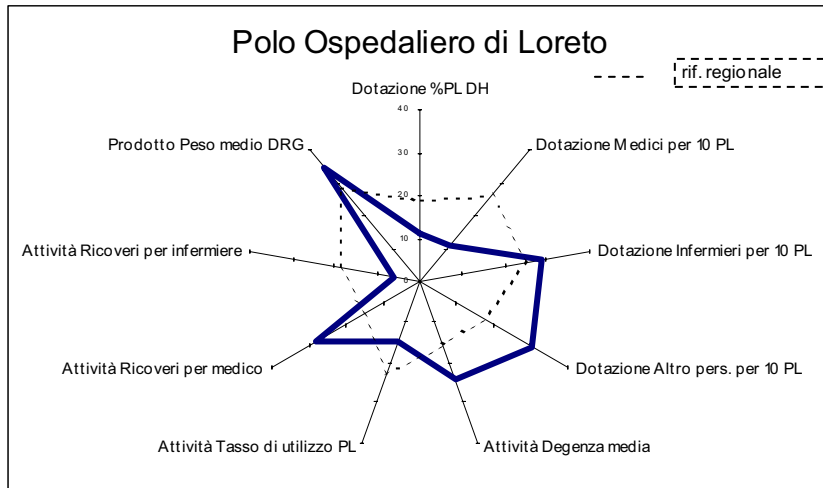 Polo Ospedaliero di Loreto
rif. regionale
Dotazione %PL DH
40
30
20
10
0
Prodotto Peso medio DRG
Dotazione Medici per 10 PL
Attività Ricoveri per infermiere
Dotazione Infermieri per 10 PL
Attività Ricoveri per medico
Dotazione Altro pers. per 10 PL
Attività Tasso di utilizzo PL
Attività Degenza media